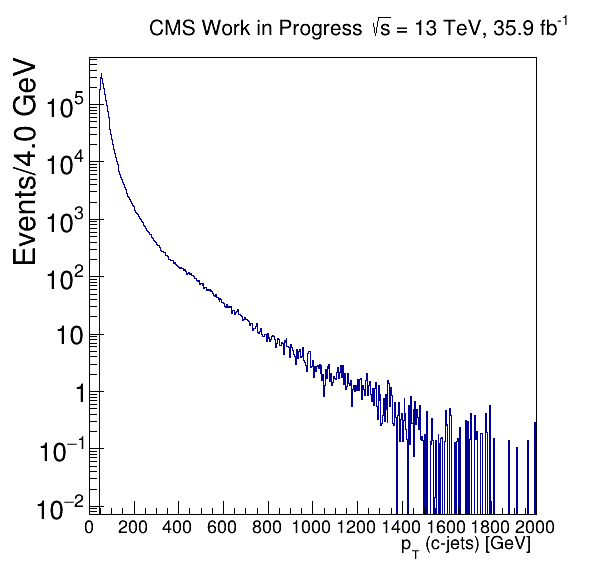 CMS Work in Progress √s = 13 TeV, 35.9 fb⁻¹
Events/4.0 GeV
10⁵
10⁴
10³
10²
10
1
10⁻¹
10⁻²
0 200 400 600 800 1000 1200 1400 1600 1800 2000
p_T (c-jets) [GeV]